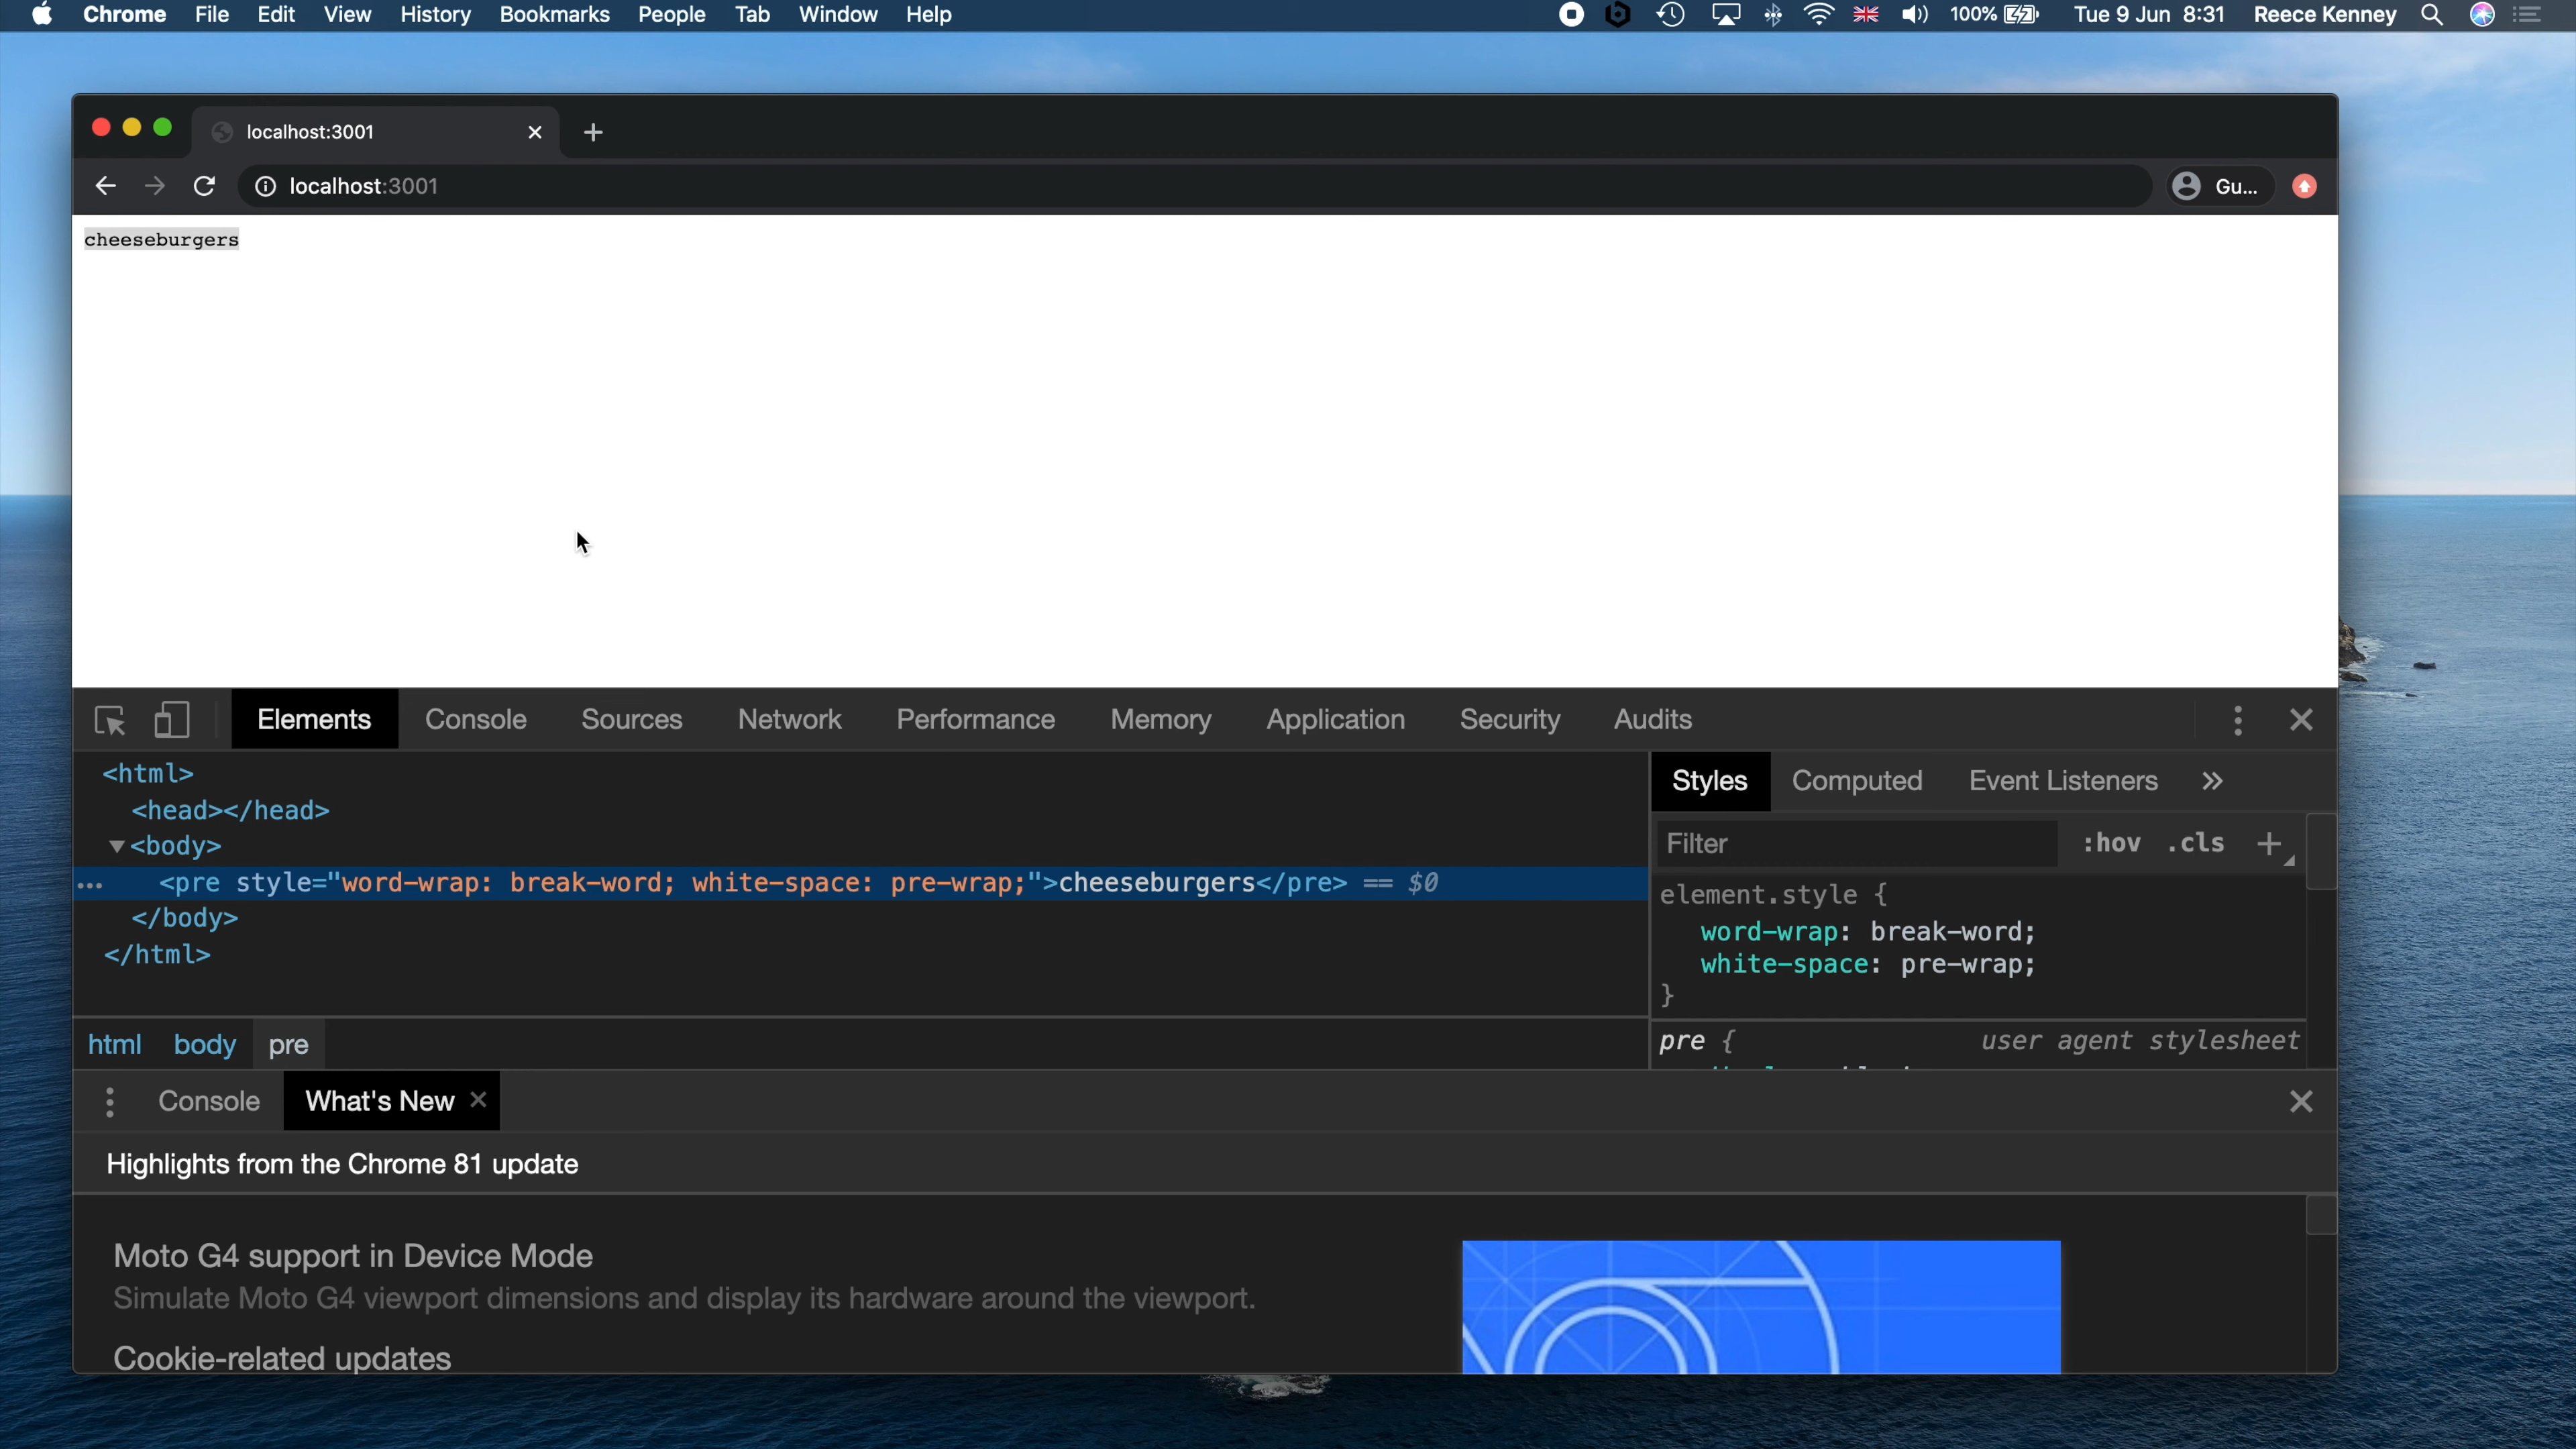 Chrome File Edit View History Bookmarks People Tab Window Help 100% Tue 9 Jun 8:31 Reece Kenney
localhost:3001
localhost:3001 Gu...
cheeseburgers
Elements Console Sources Network Performance Memory Application Security Audits
<html>
<head></head>
<body>
<pre style="word-wrap: break-word; white-space: pre-wrap;">cheeseburgers</pre> == $0
</body>
</html>
html body pre
Styles Computed Event Listeners »
Filter :hov .cls
element.style {
word-wrap: break-word;
white-space: pre-wrap;
}
pre { user agent stylesheet
Console What's New
Highlights from the Chrome 81 update
Moto G4 support in Device Mode
Simulate Moto G4 viewport dimensions and display its hardware around the viewport.
Cookie-related updates